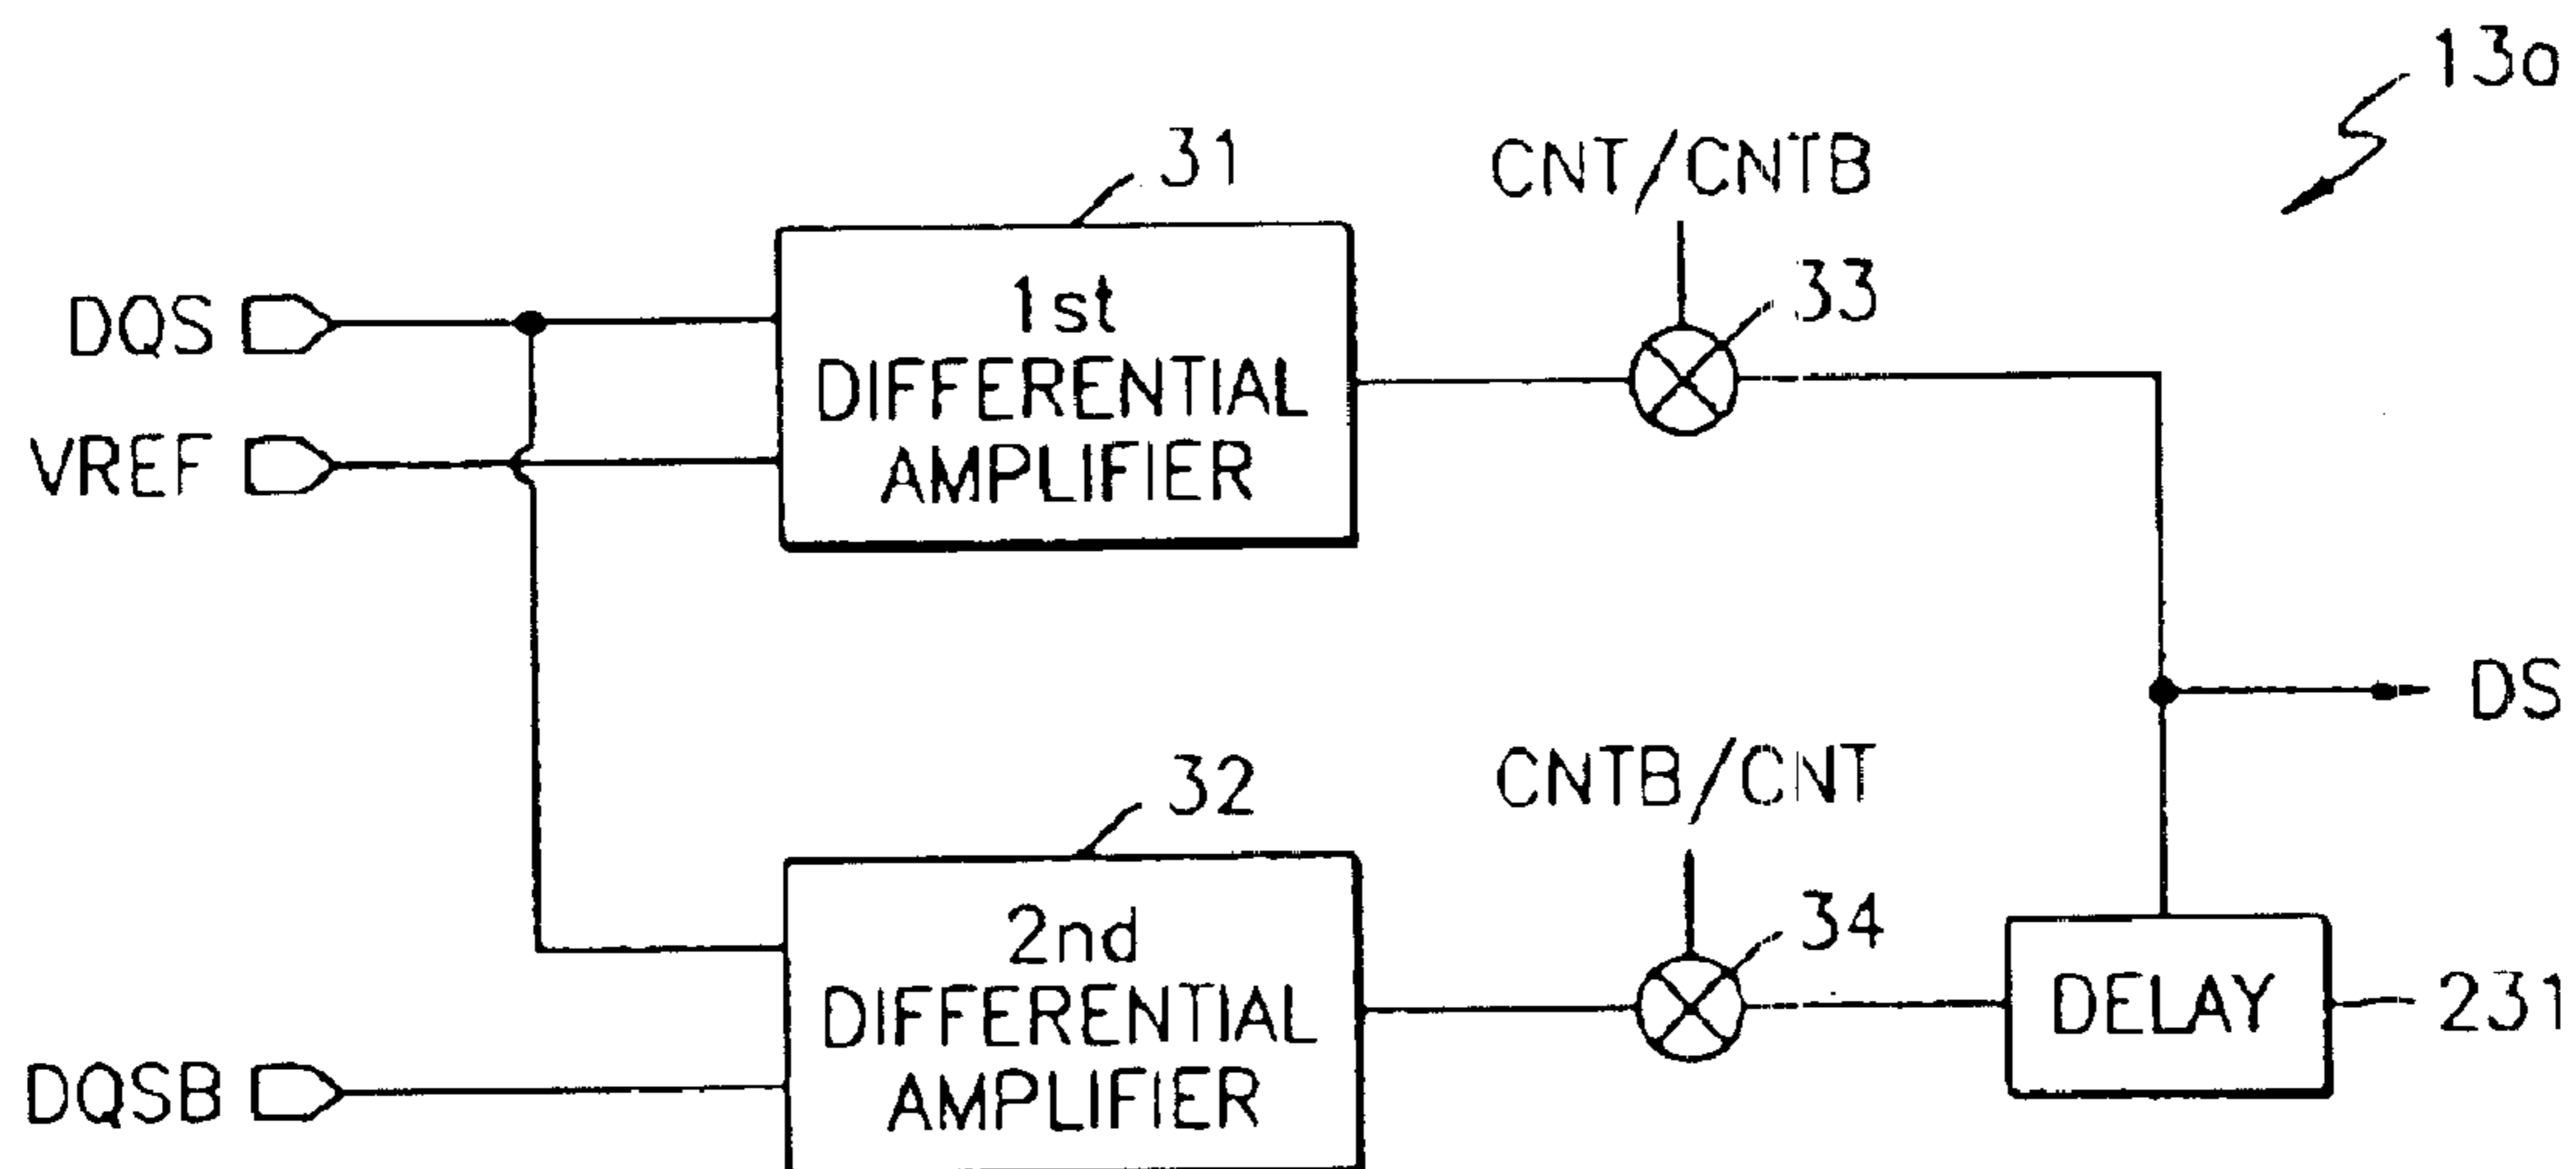 13a
31
CNT/CNTB
33
DQS
1st
DIFFERENTIAL
AMPLIFIER
VREF
DS
32
CNTB/CNT
34
2nd
DIFFERENTIAL
AMPLIFIER
DELAY
231
DQSB